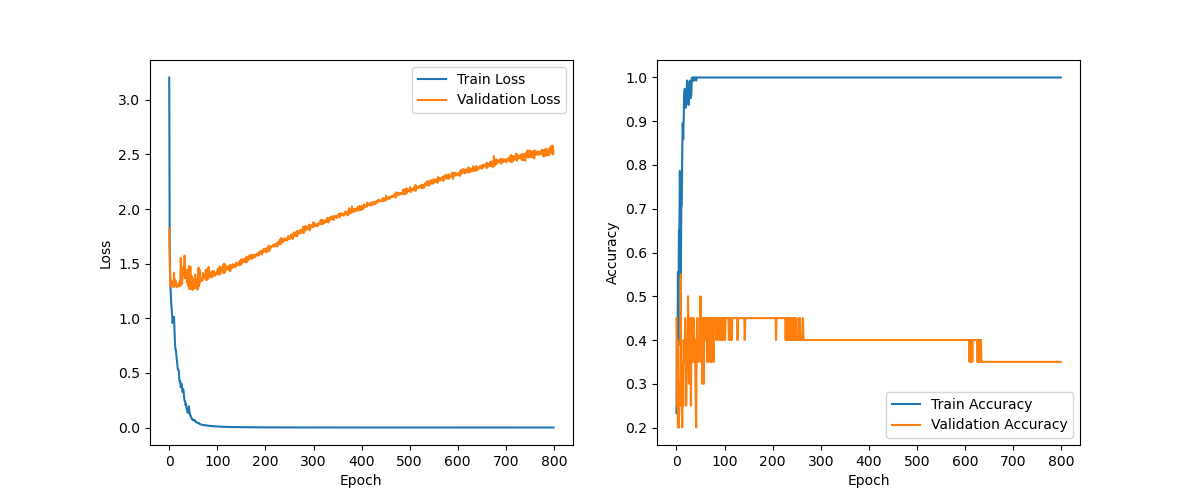 Train Loss
Validation Loss
3.0
2.5
2.0
1.5
1.0
0.5
0.0
Loss
0 100 200 300 400 500 600 700 800
Epoch
1.0
0.9
0.8
0.7
0.6
0.5
0.4
0.3
0.2
Accuracy
Train Accuracy
Validation Accuracy
0 100 200 300 400 500 600 700 800
Epoch